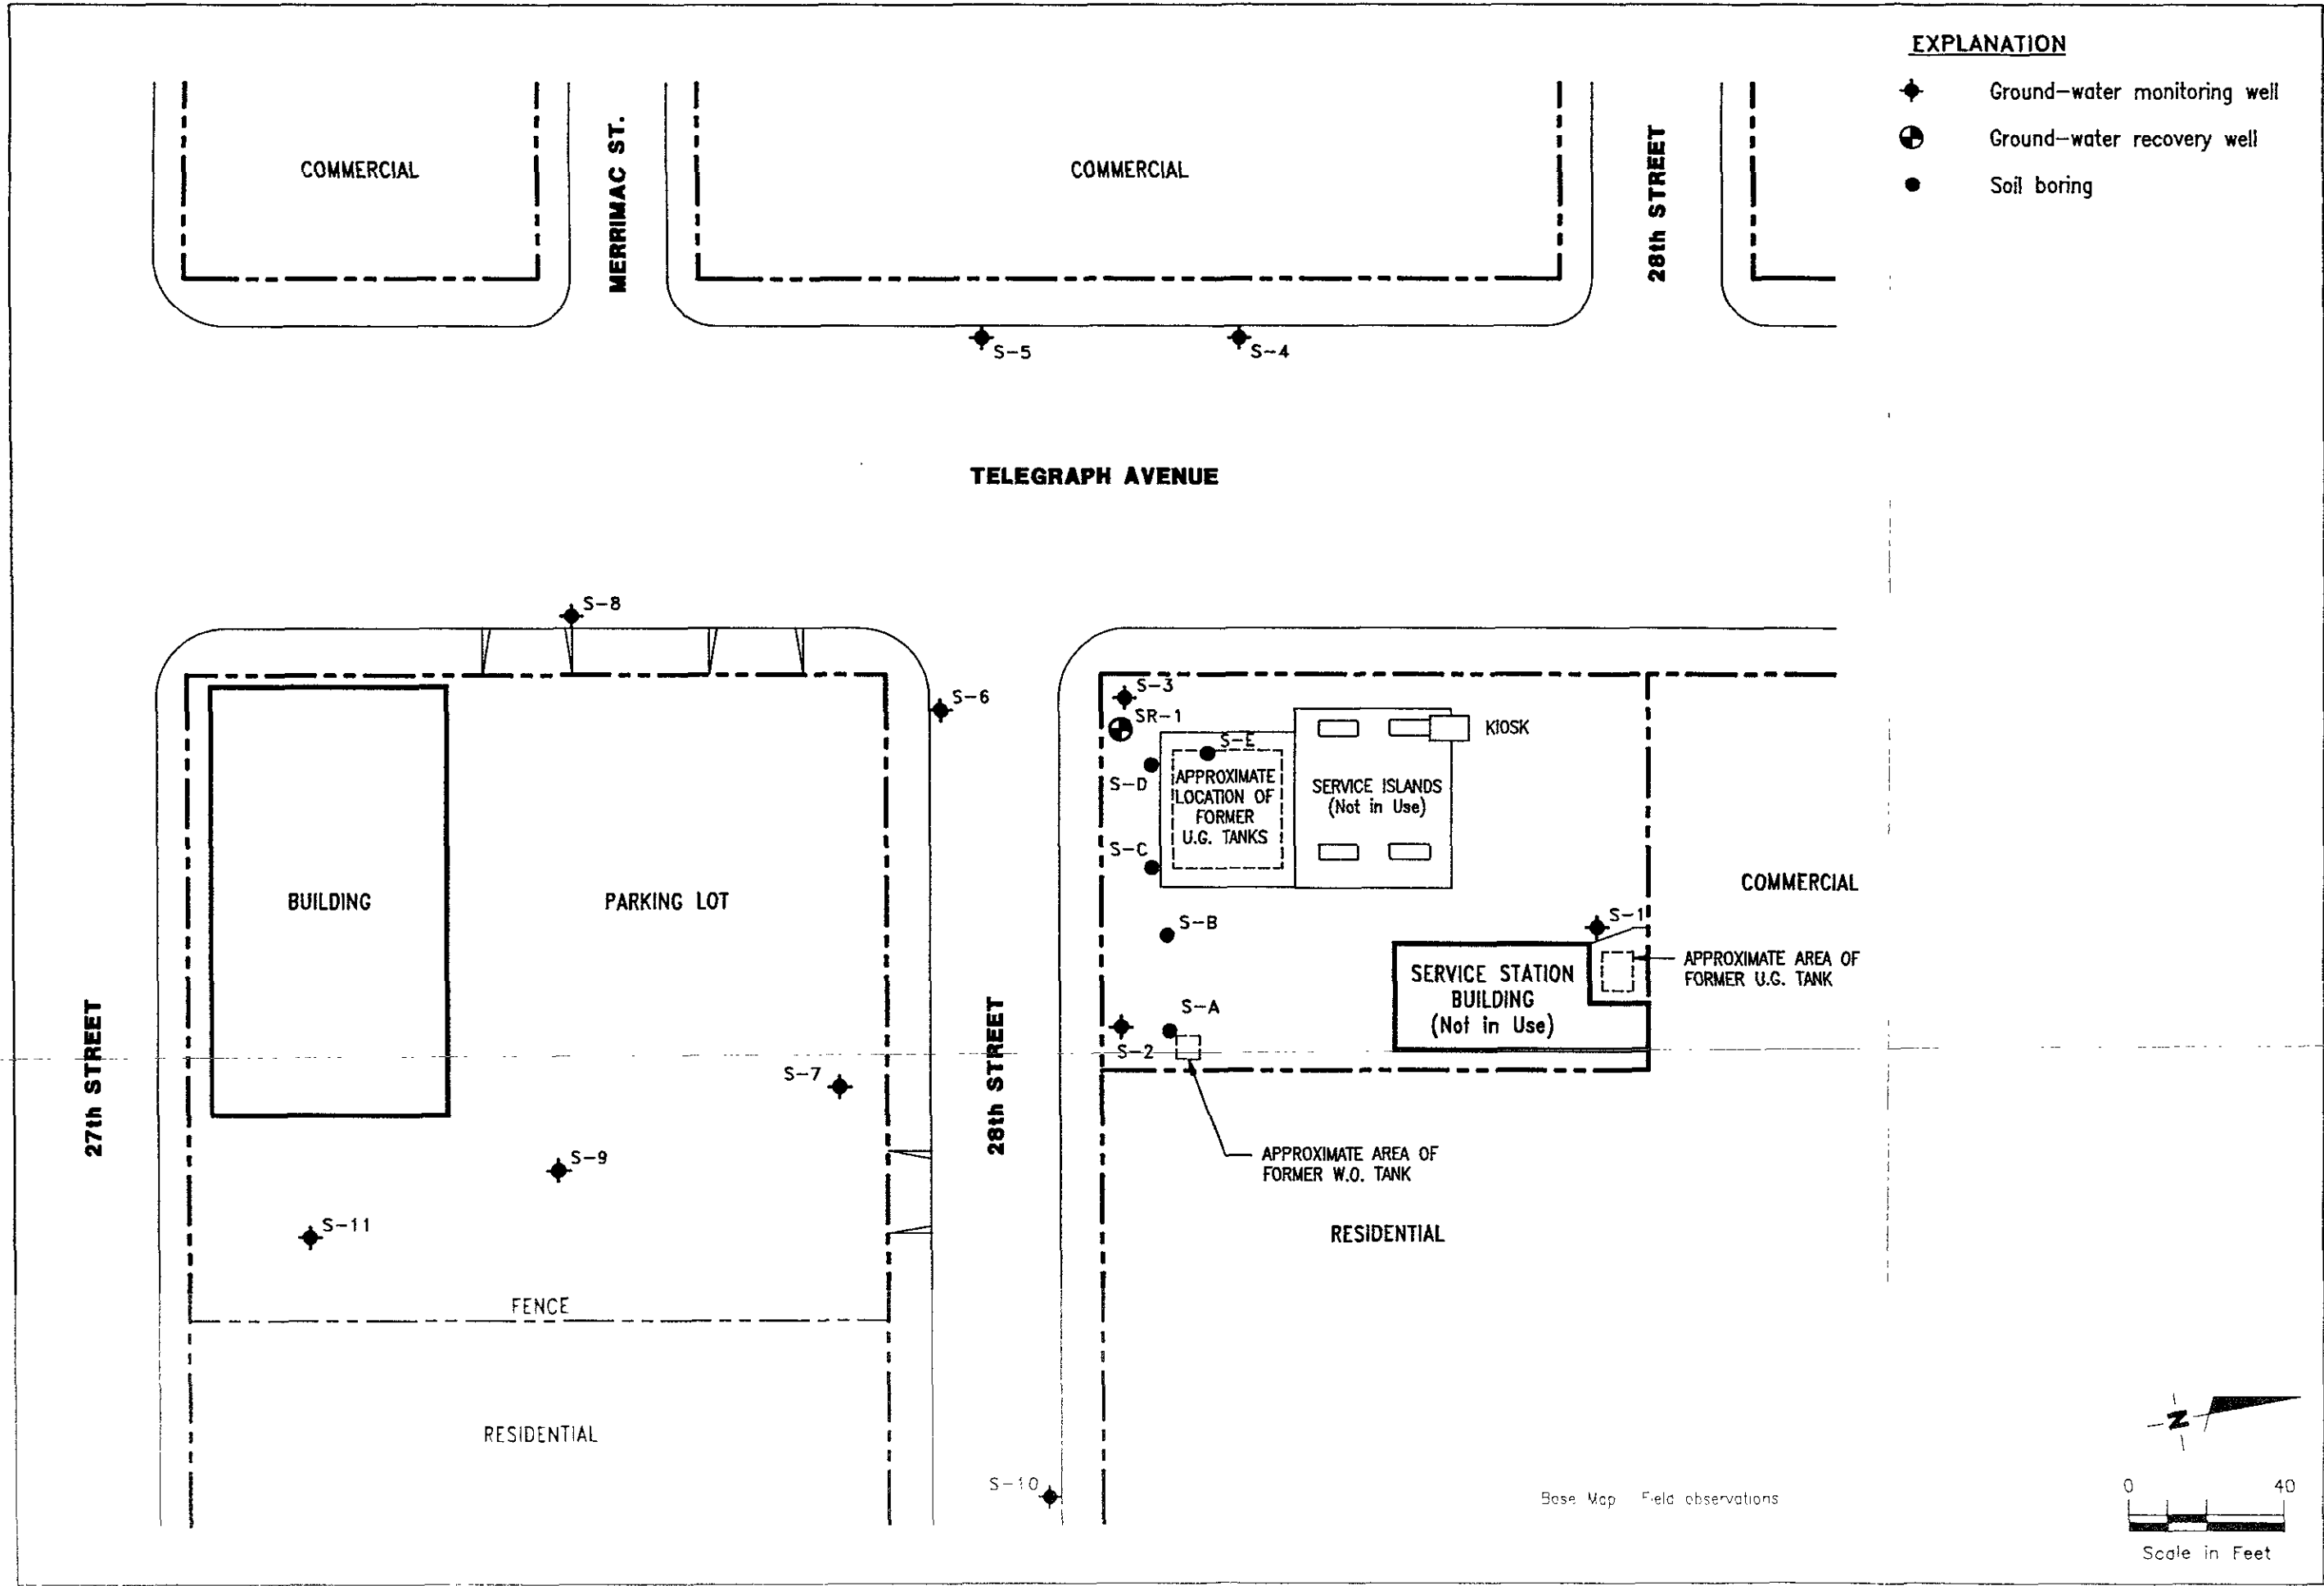 EXPLANATION
Ground-water monitoring well
Ground-water recovery well
Soil boring
COMMERCIAL
MERRIMAC ST.
COMMERCIAL
28th STREET
S-5
S-4
TELEGRAPH AVENUE
S-8
S-6
S-3
SR-1
S-E
KIOSK
S-D
APPROXIMATE
LOCATION OF
FORMER
U.G. TANKS
SERVICE ISLANDS
(Not in Use)
S-C
BUILDING
PARKING LOT
COMMERCIAL
S-B
S-1
SERVICE STATION
BUILDING
(Not in Use)
APPROXIMATE AREA OF
FORMER U.G. TANK
S-A
S-2
27th STREET
28th STREET
S-7
S-9
APPROXIMATE AREA OF
FORMER W.O. TANK
S-11
RESIDENTIAL
FENCE
RESIDENTIAL
S-10
N
Base Map Field observations
0 40
Scale in Feet